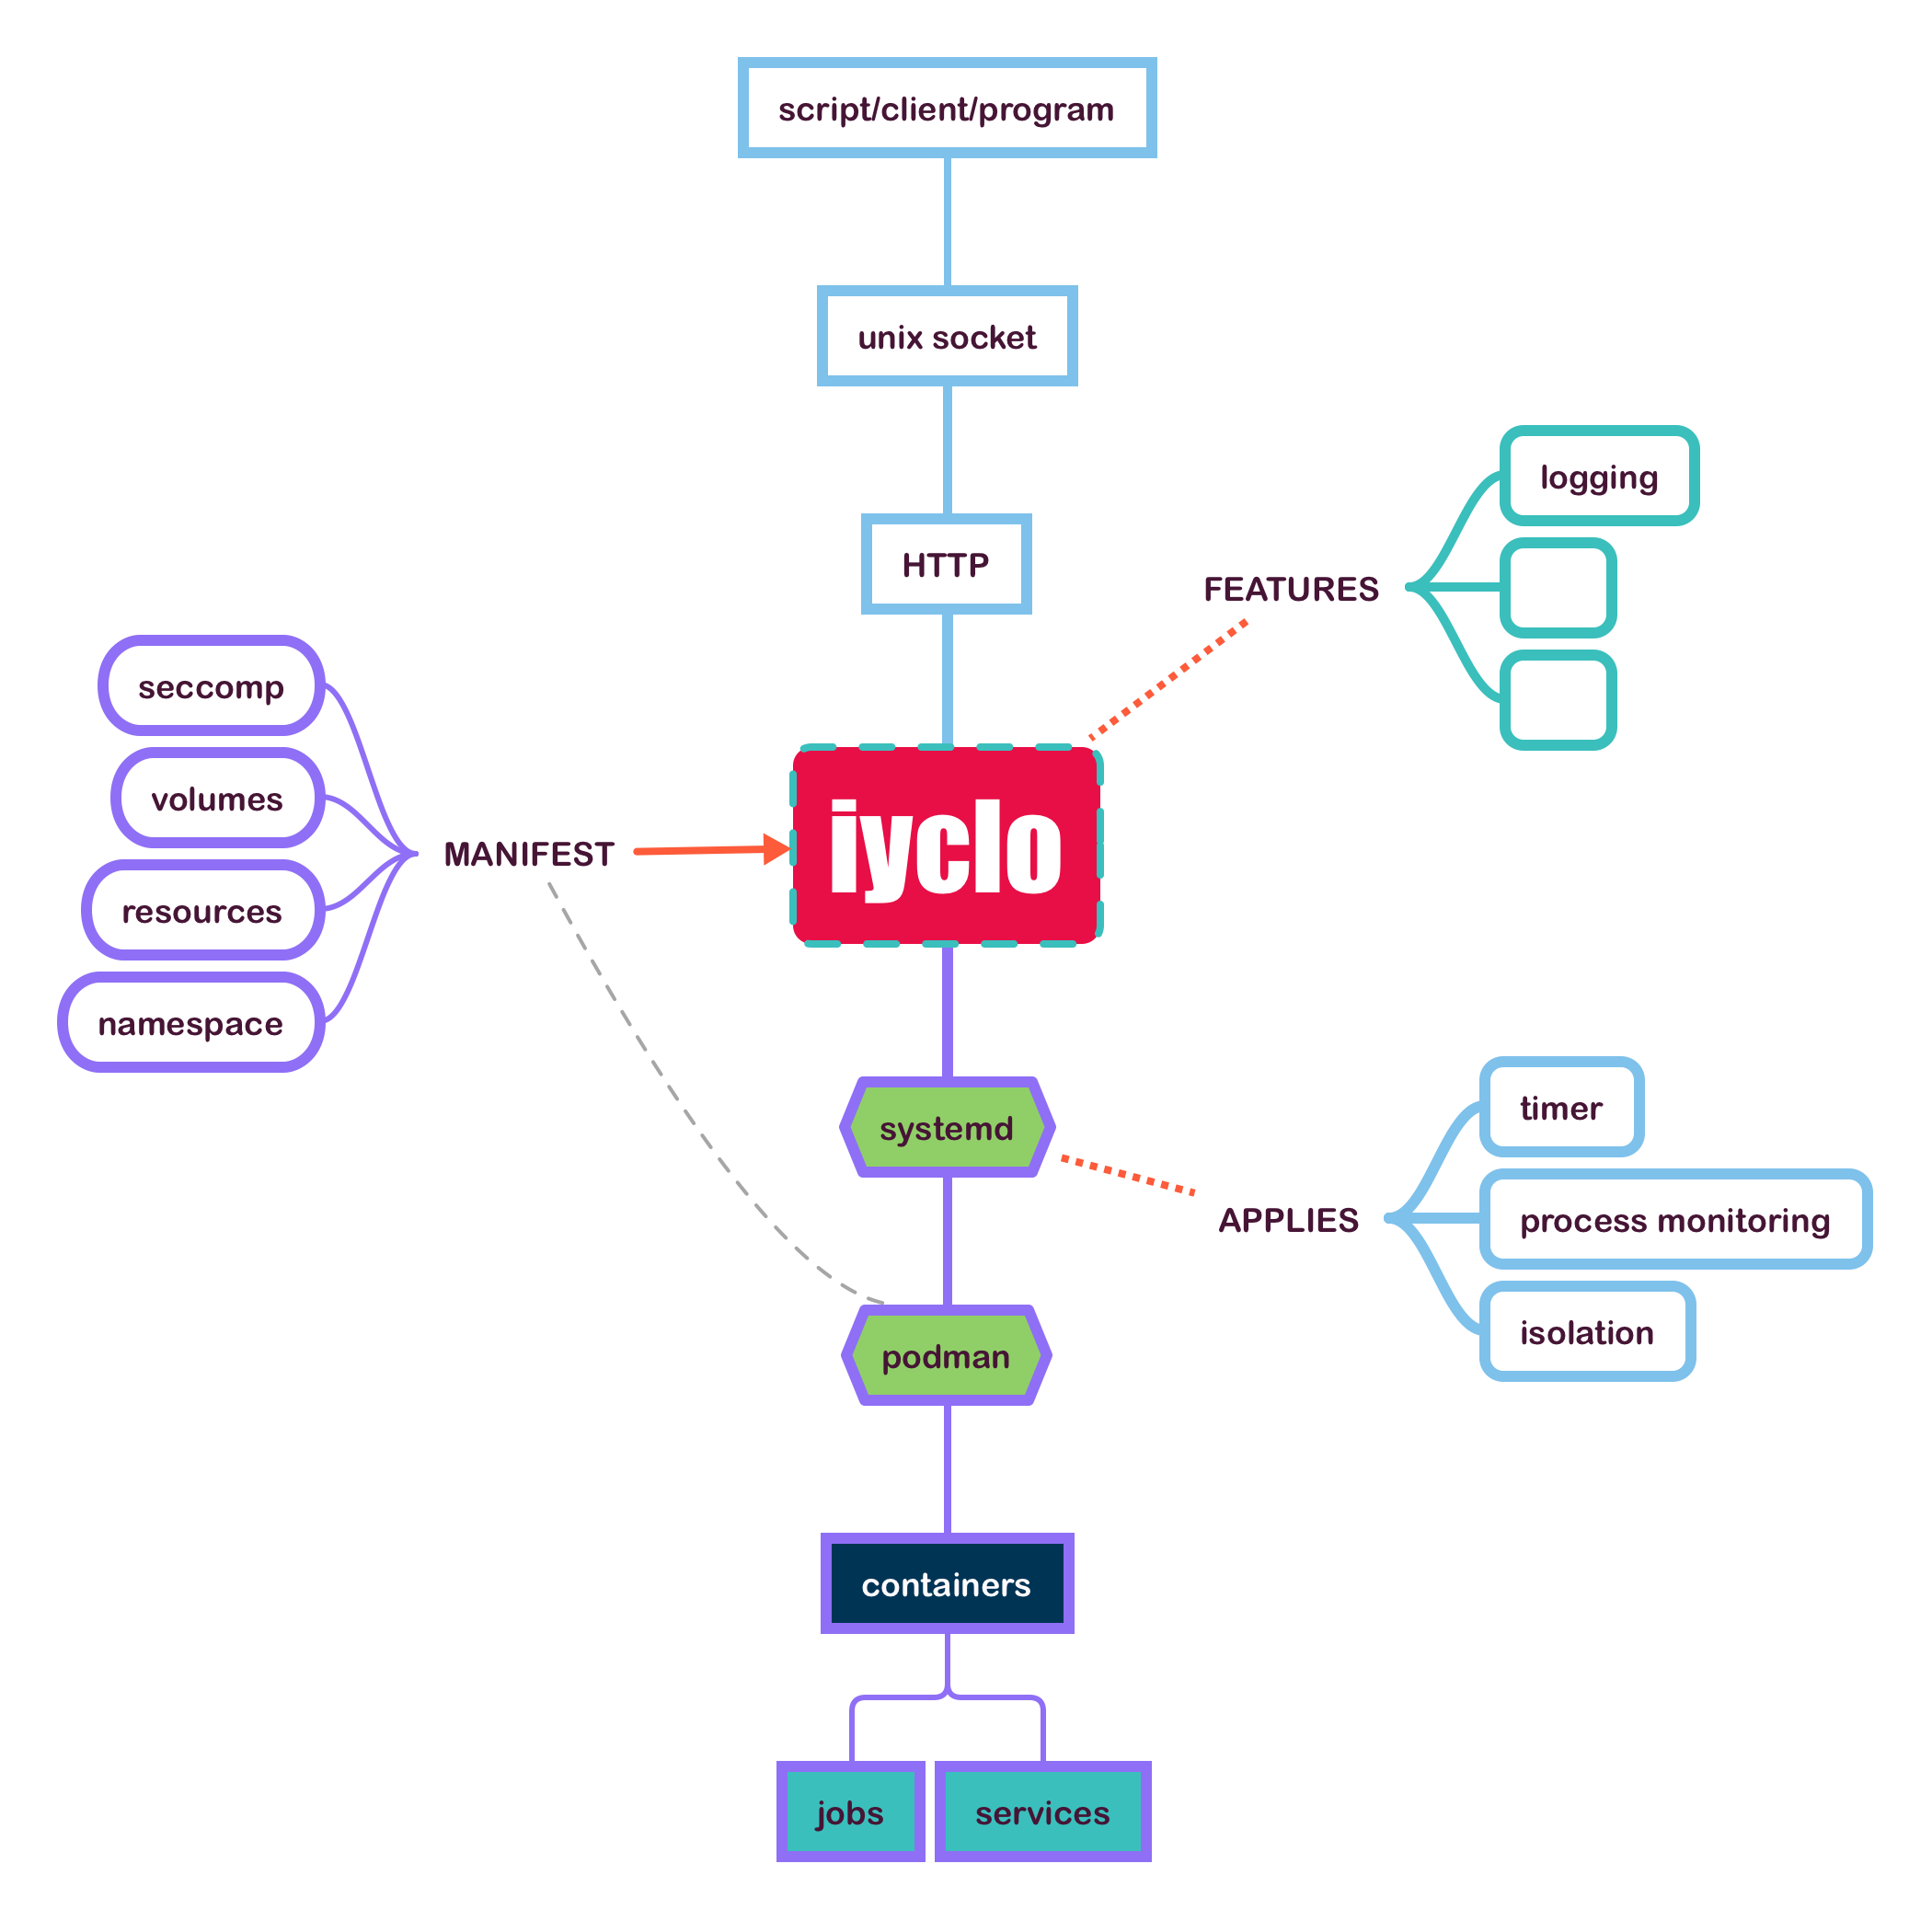 script/client/program
unix socket
HTTP
FEATURES
logging
seccomp
volumes
resources
namespace
MANIFEST
iyclo
systemd
APPLIES
timer
process monitoring
isolation
podman
containers
jobs
services